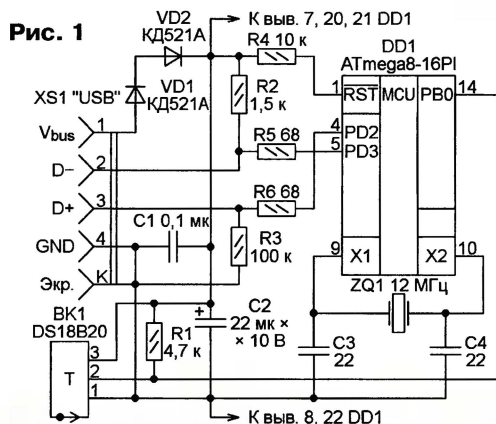 Рис. 1
VD2
КД521А
К выв. 7, 20, 21 DD1
R4 10 к
DD1
ATmega8-16PI
XS1 "USB"
VD1
КД521А
R2
1,5 к
1
RST
MCU
PB0
14
Vbus
1
4
PD2
5
PD3
R5 68
D−
2
R6 68
D+
3
C1 0,1 мк
R3
100 к
GND
4
9
X1
X2
10
Экр.
К
ZQ1 12 МГц
BK1
DS18B20
R1
4,7 к
+
C2
22 мк ×
× 10 В
C3
22
C4
22
3
T
2
1
К выв. 8, 22 DD1